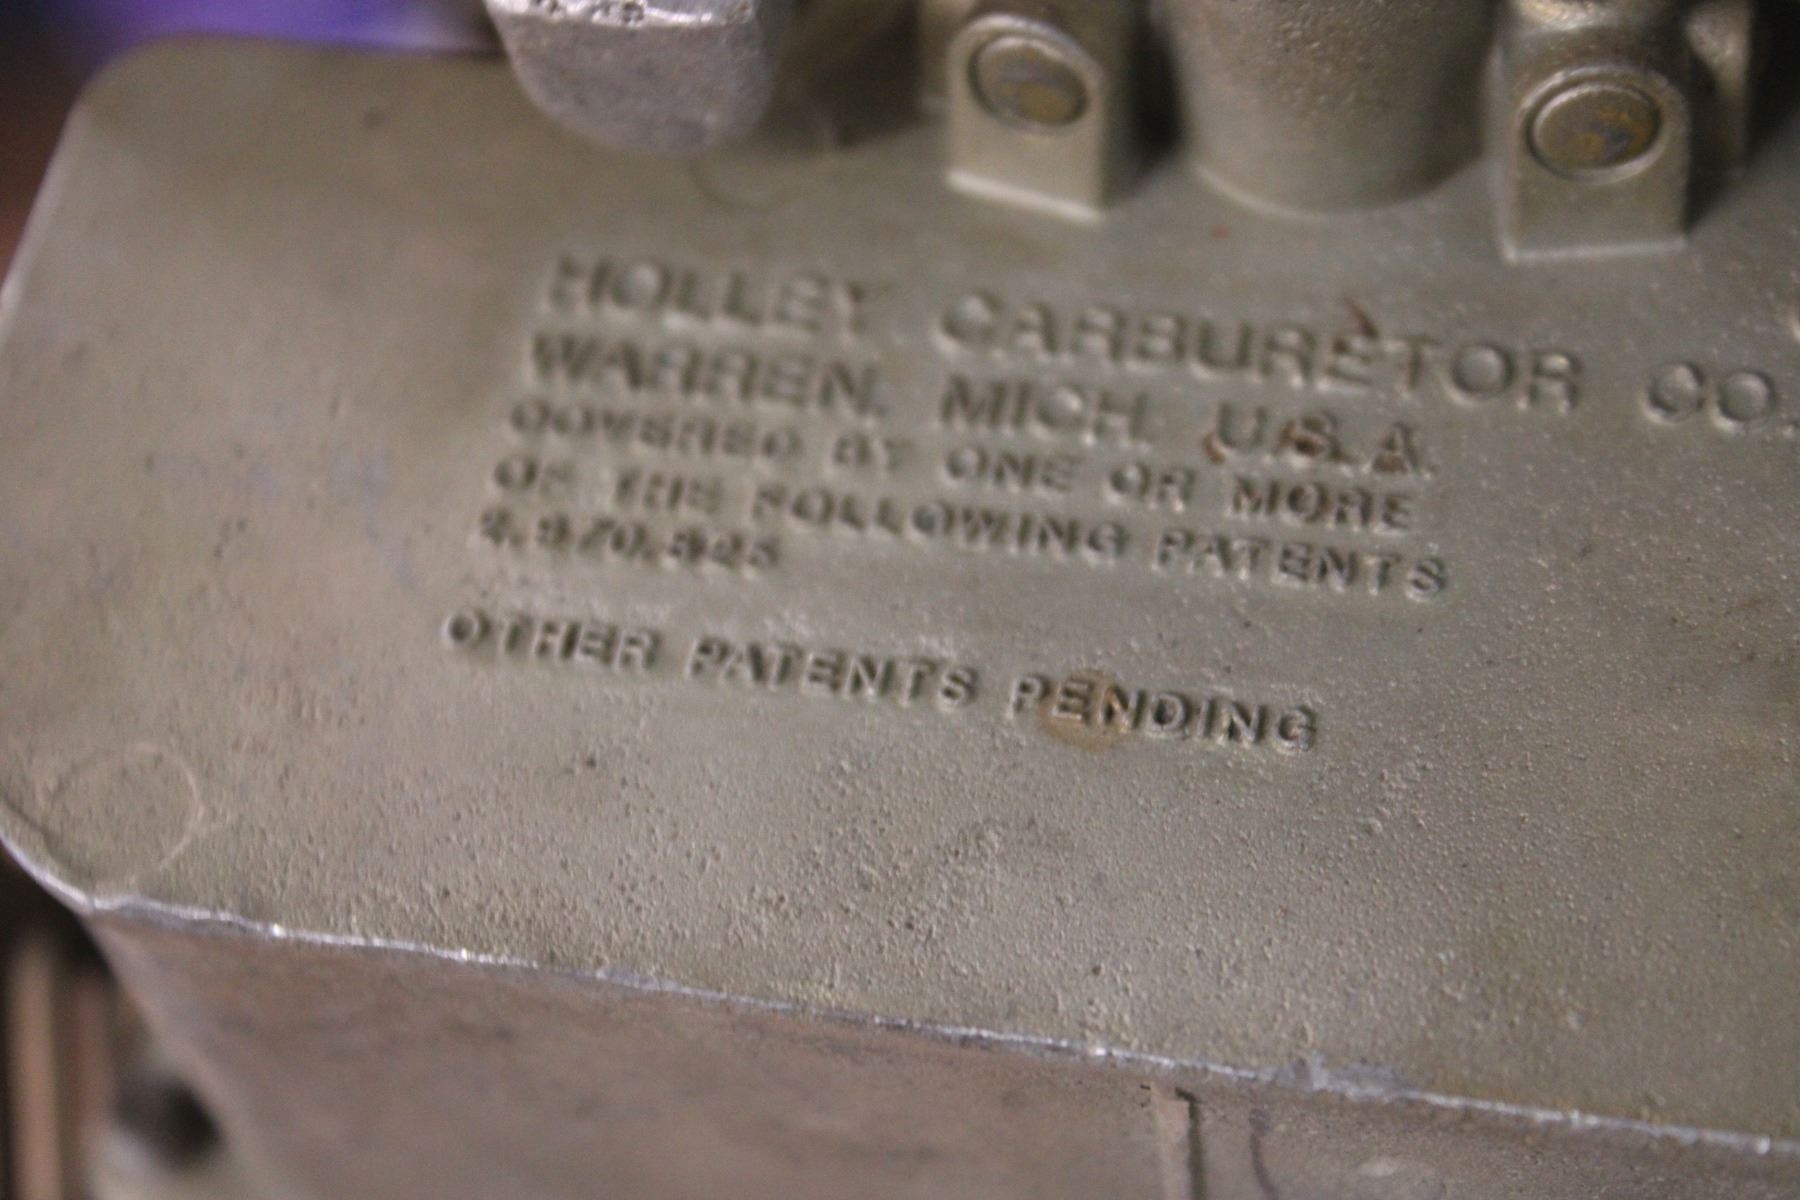 HOLLEY CARBURETOR CO.
WARREN, MICH. U.S.A.
COVERED BY ONE OR MORE
OF THE FOLLOWING PATENTS
OTHER PATENTS PENDING